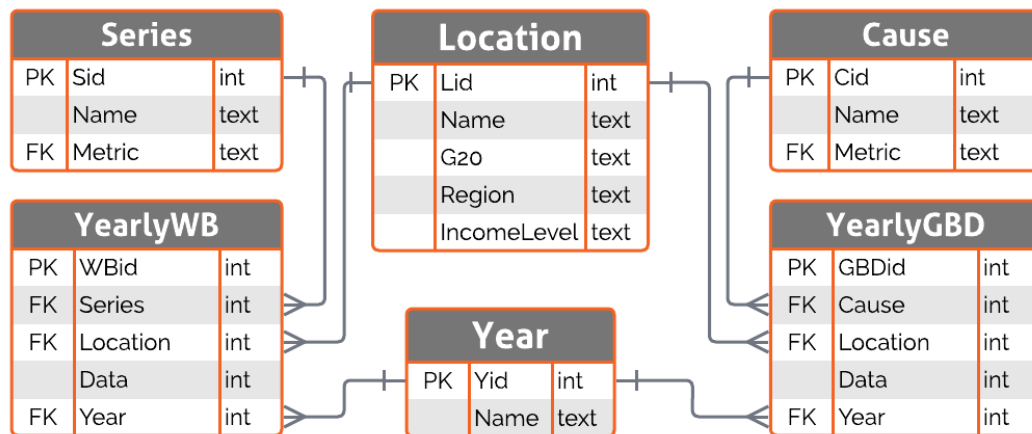 Series
PK Sid int
Name text
FK Metric text
Location
PK Lid int
Name text
G20 text
Region text
IncomeLevel text
Cause
PK Cid int
Name text
FK Metric text
YearlyWB
PK WBid int
FK Series int
FK Location int
Data int
FK Year int
Year
PK Yid int
Name text
YearlyGBD
PK GBDid int
FK Cause int
FK Location int
Data int
FK Year int